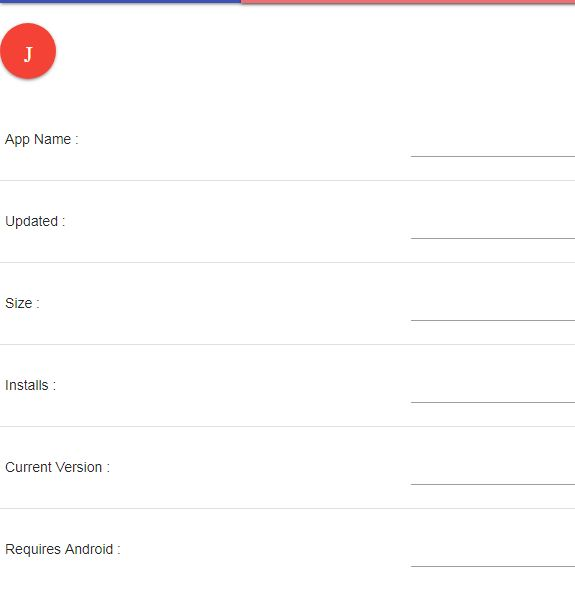 J
App Name :
Updated :
Size :
Installs :
Current Version :
Requires Android :